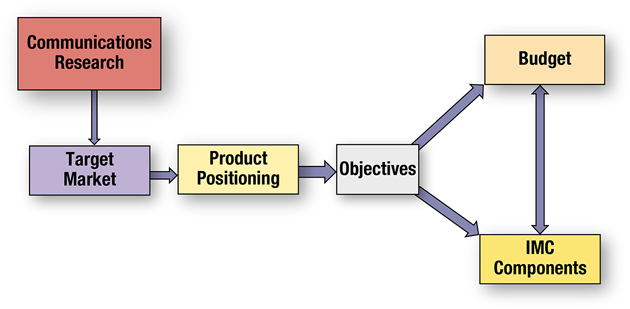 Communications
Research
Target
Market
Product
Positioning
Objectives
Budget
IMC
Components